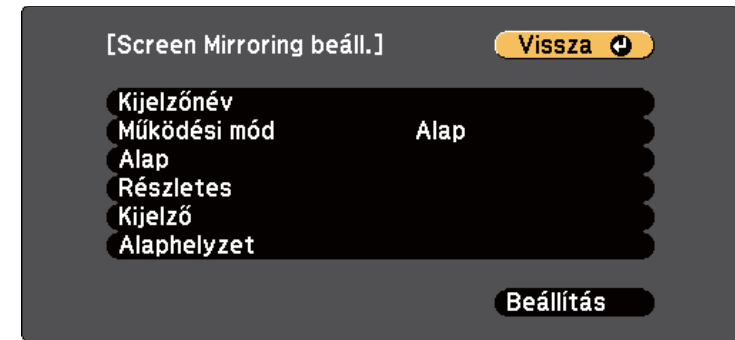 [Screen Mirroring beáll.] Vissza
Kijelzőnév
Működési mód Alap
Alap
Részletes
Kijelző
Alaphelyzet
Beállítás